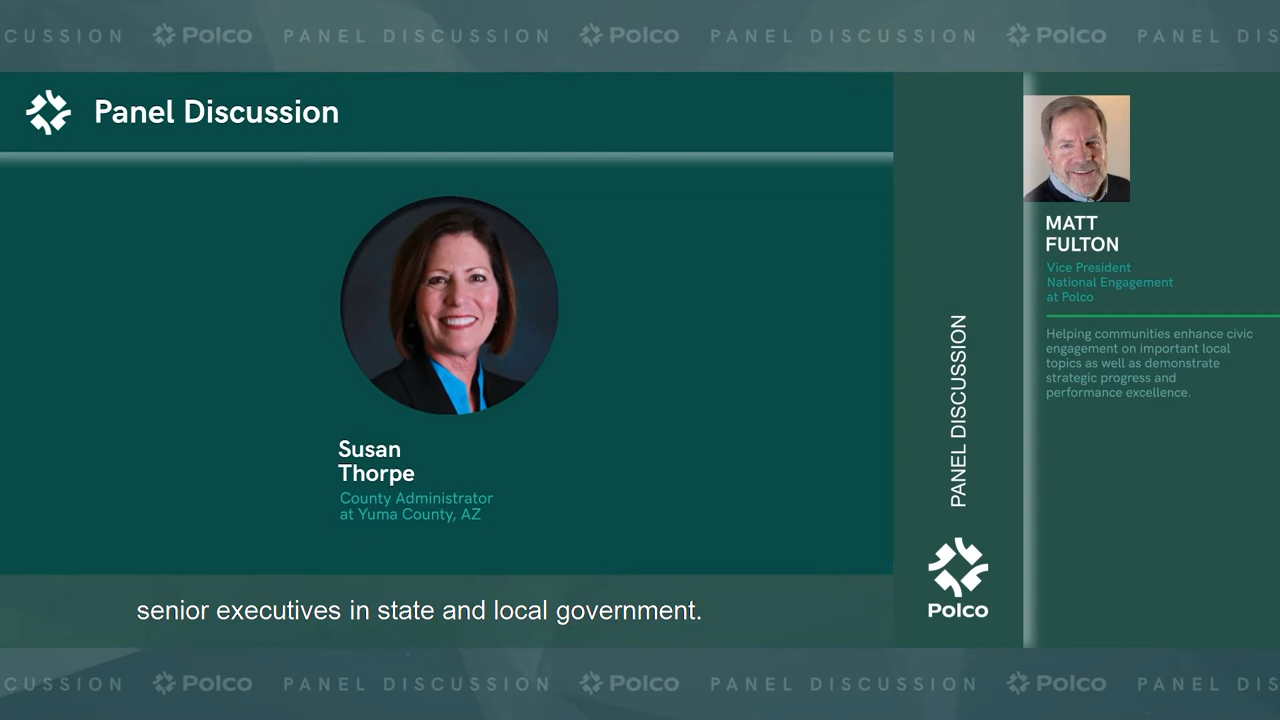 CUSSION Polco PANEL DISCUSSION Polco PANEL DISCUSSION Polco PANEL DIS
Panel Discussion
Susan
Thorpe
County Administrator
at Yuma County, AZ
senior executives in state and local government.
PANEL DISCUSSION
Polco
MATT
FULTON
Vice President
National Engagement
at Polco
Helping communities enhance civic
engagement on important local
topics as well as demonstrate
strategic progress and
performance excellence.
CUSSION Polco PANEL DISCUSSION Polco PANEL DISCUSSION Polco PANEL DIS